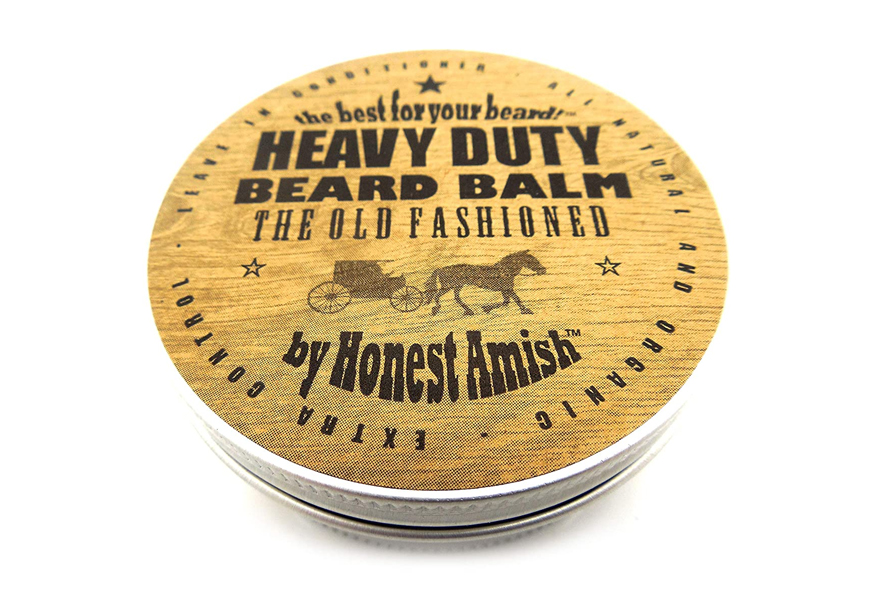 LEAVE IN CONDITIONER · ALL NATURAL AND ORGANIC · EXTRA CONTROL ·
the best for your beard!™
HEAVY DUTY
BEARD BALM
THE OLD FASHIONED
by Honest Amish™